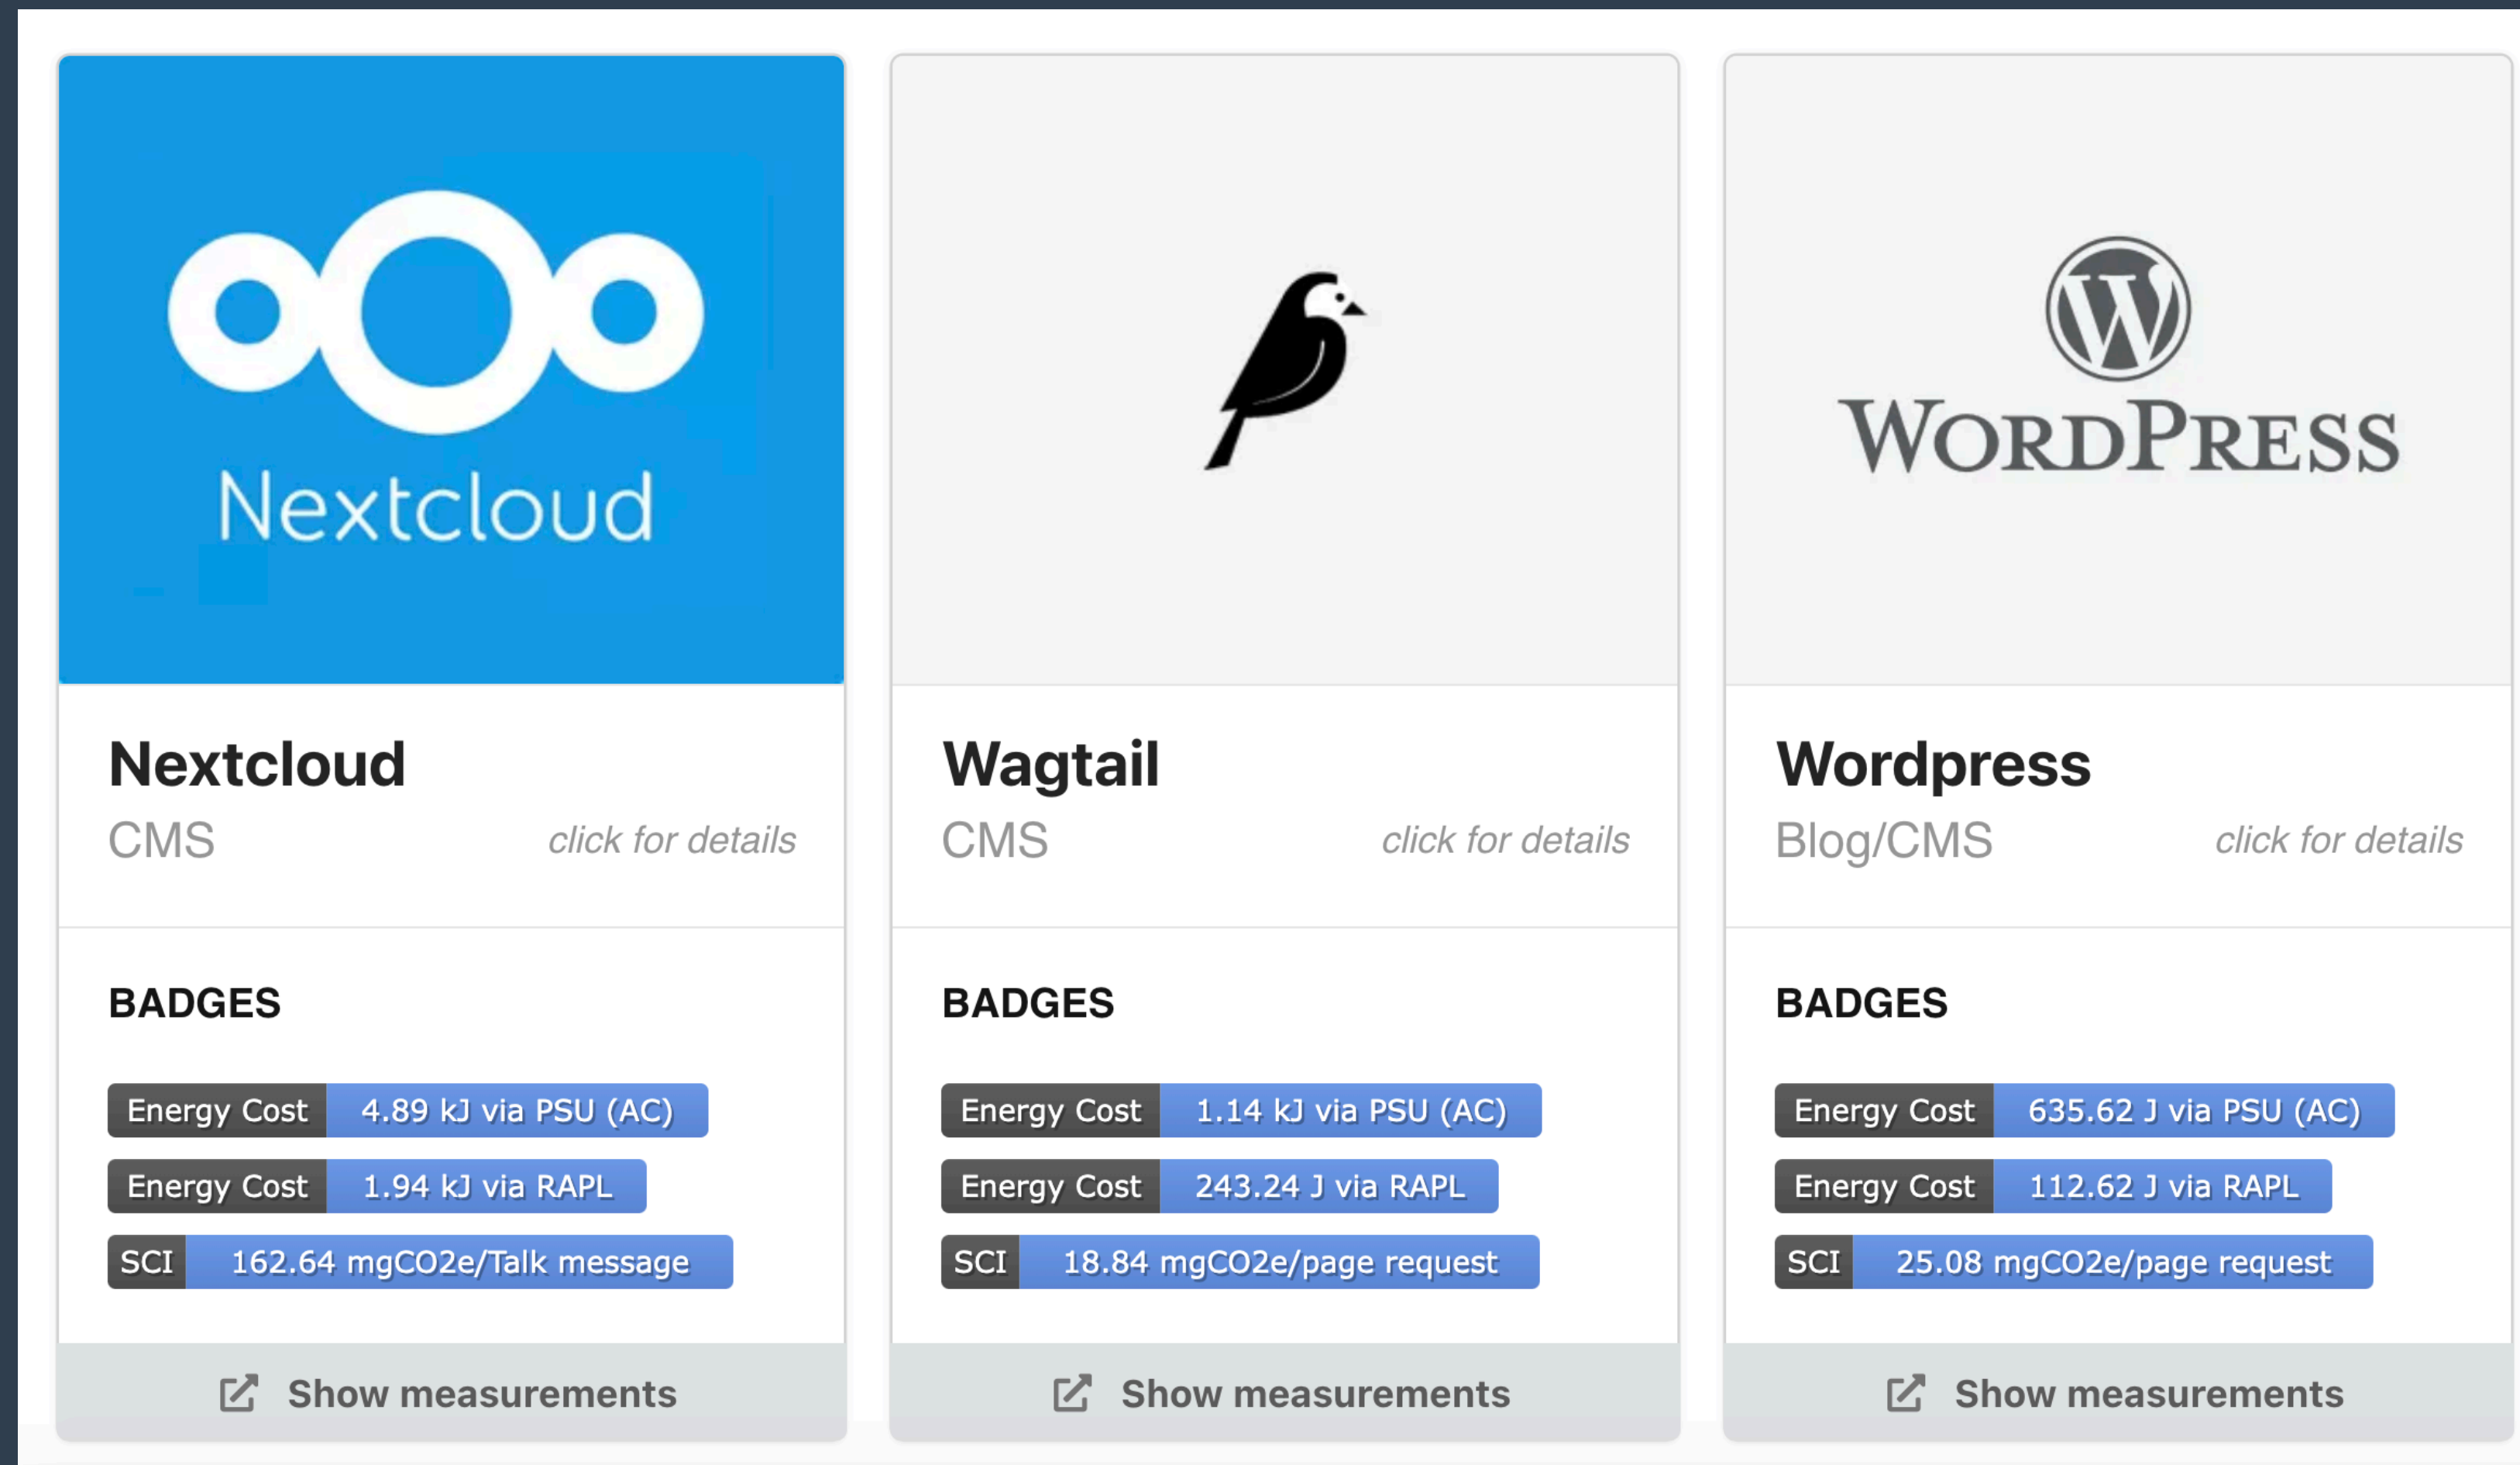 Nextcloud
Nextcloud
CMS
click for details
BADGES
Energy Cost 4.89 kJ via PSU (AC)
Energy Cost 1.94 kJ via RAPL
SCI 162.64 mgCO2e/Talk message
Show measurements
Wagtail
CMS
click for details
BADGES
Energy Cost 1.14 kJ via PSU (AC)
Energy Cost 243.24 J via RAPL
SCI 18.84 mgCO2e/page request
Show measurements
W
WORDPRESS
Wordpress
Blog/CMS
click for details
BADGES
Energy Cost 635.62 J via PSU (AC)
Energy Cost 112.62 J via RAPL
SCI 25.08 mgCO2e/page request
Show measurements